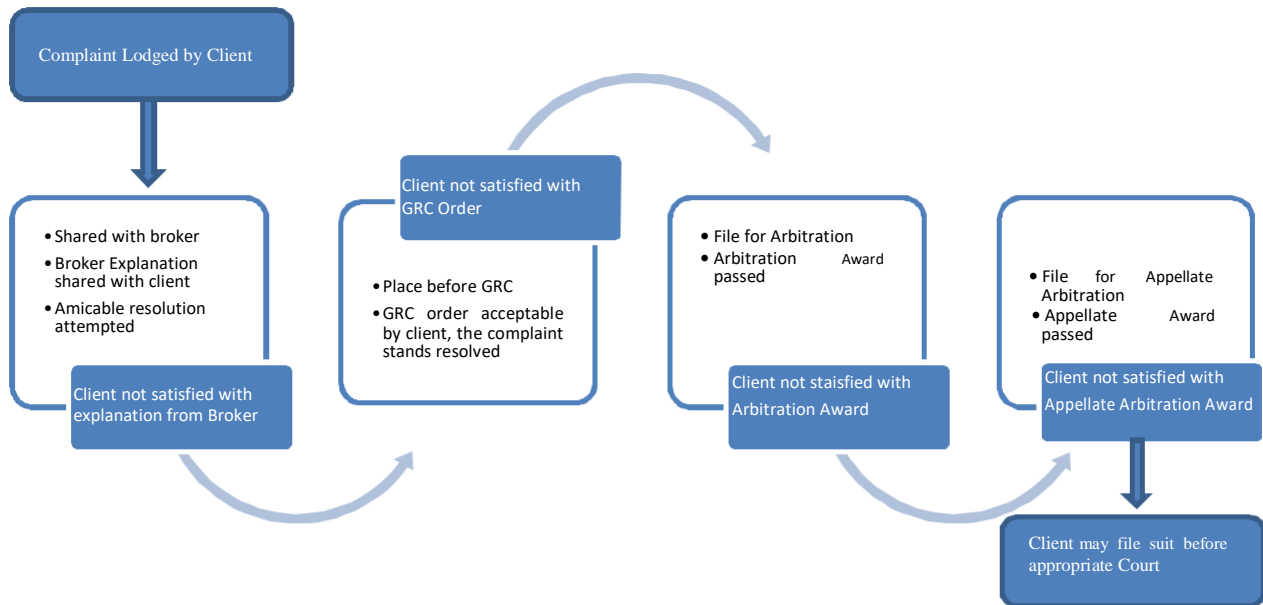 Complaint Lodged by Client
• Shared with broker
• Broker Explanation
shared with client
• Amicable resolution
attempted
Client not satisfied with
explanation from Broker
Client not satisfied with
GRC Order
• Place before GRC
• GRC order acceptable
by client, the complaint
stands resolved
• File for Arbitration
• Arbitration Award
passed
Client not staisfied with
Arbitration Award
• File for Appellate
Arbitration
• Appellate Award
passed
Client not satisfied with
Appellate Arbitration Award
Client may file suit before
appropriate Court